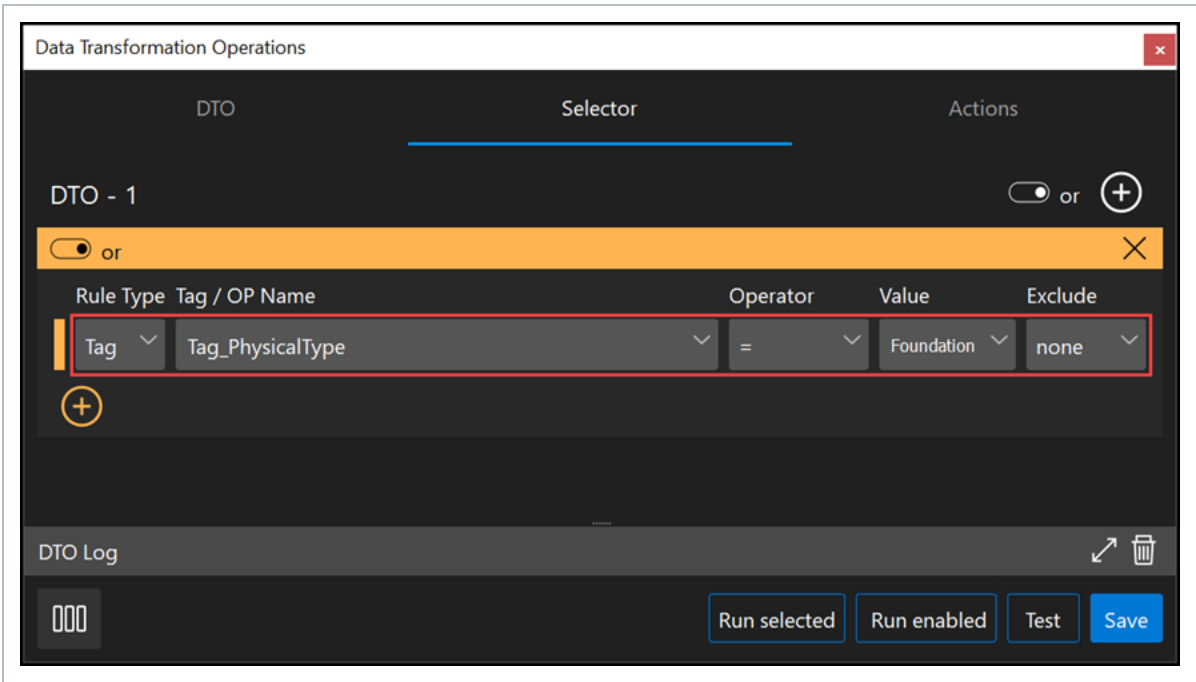 Data Transformation Operations
DTO Selector Actions
DTO - 1 or
or
Rule Type Tag / OP Name Operator Value Exclude
Tag Tag_PhysicalType = Foundation none
DTO Log
Run selected Run enabled Test Save